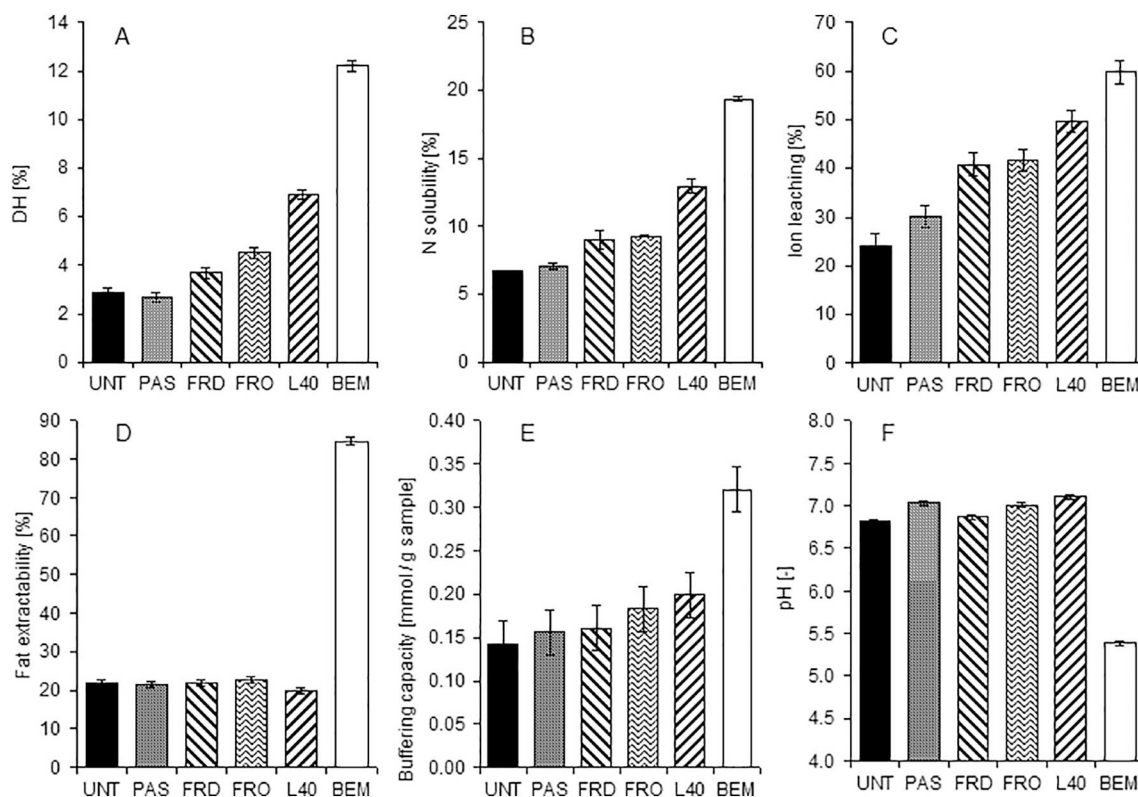 A
DH [%]
14
12
10
8
6
4
2
0
UNT PAS FRD FRO L40 BEM
B
N solubility [%]
25
20
15
10
5
0
UNT PAS FRD FRO L40 BEM
C
Ion leaching [%]
70
60
50
40
30
20
10
0
UNT PAS FRD FRO L40 BEM
D
Fat extractability [%]
90
80
70
60
50
40
30
20
10
0
UNT PAS FRD FRO L40 BEM
E
Buffering capacity [mmol / g sample]
0.40
0.35
0.30
0.25
0.20
0.15
0.10
0.05
0.00
UNT PAS FRD FRO L40 BEM
F
pH [-]
8.0
7.5
7.0
6.5
6.0
5.5
5.0
4.5
4.0
UNT PAS FRD FRO L40 BEM